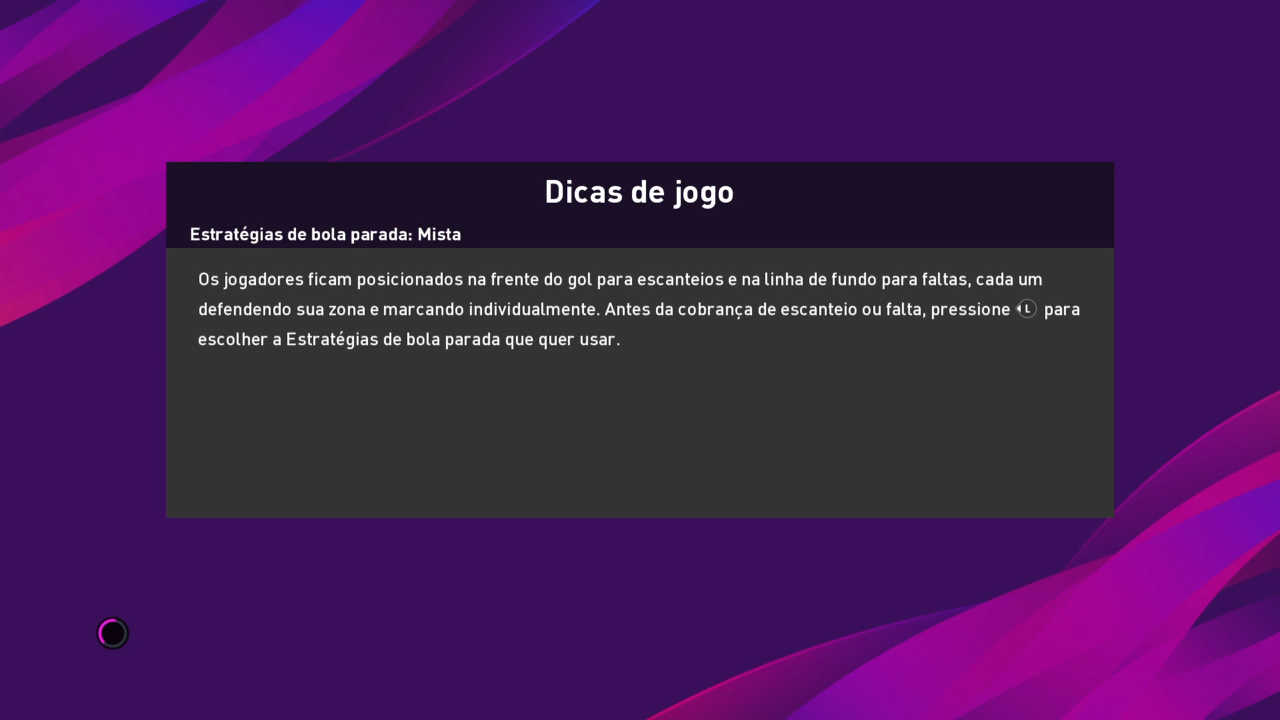 Dicas de jogo
Estratégias de bola parada: Mista
Os jogadores ficam posicionados na frente do gol para escanteios e na linha de fundo para faltas, cada um
defendendo sua zona e marcando individualmente. Antes da cobrança de escanteio ou falta, pressione L para
escolher a Estratégias de bola parada que quer usar.